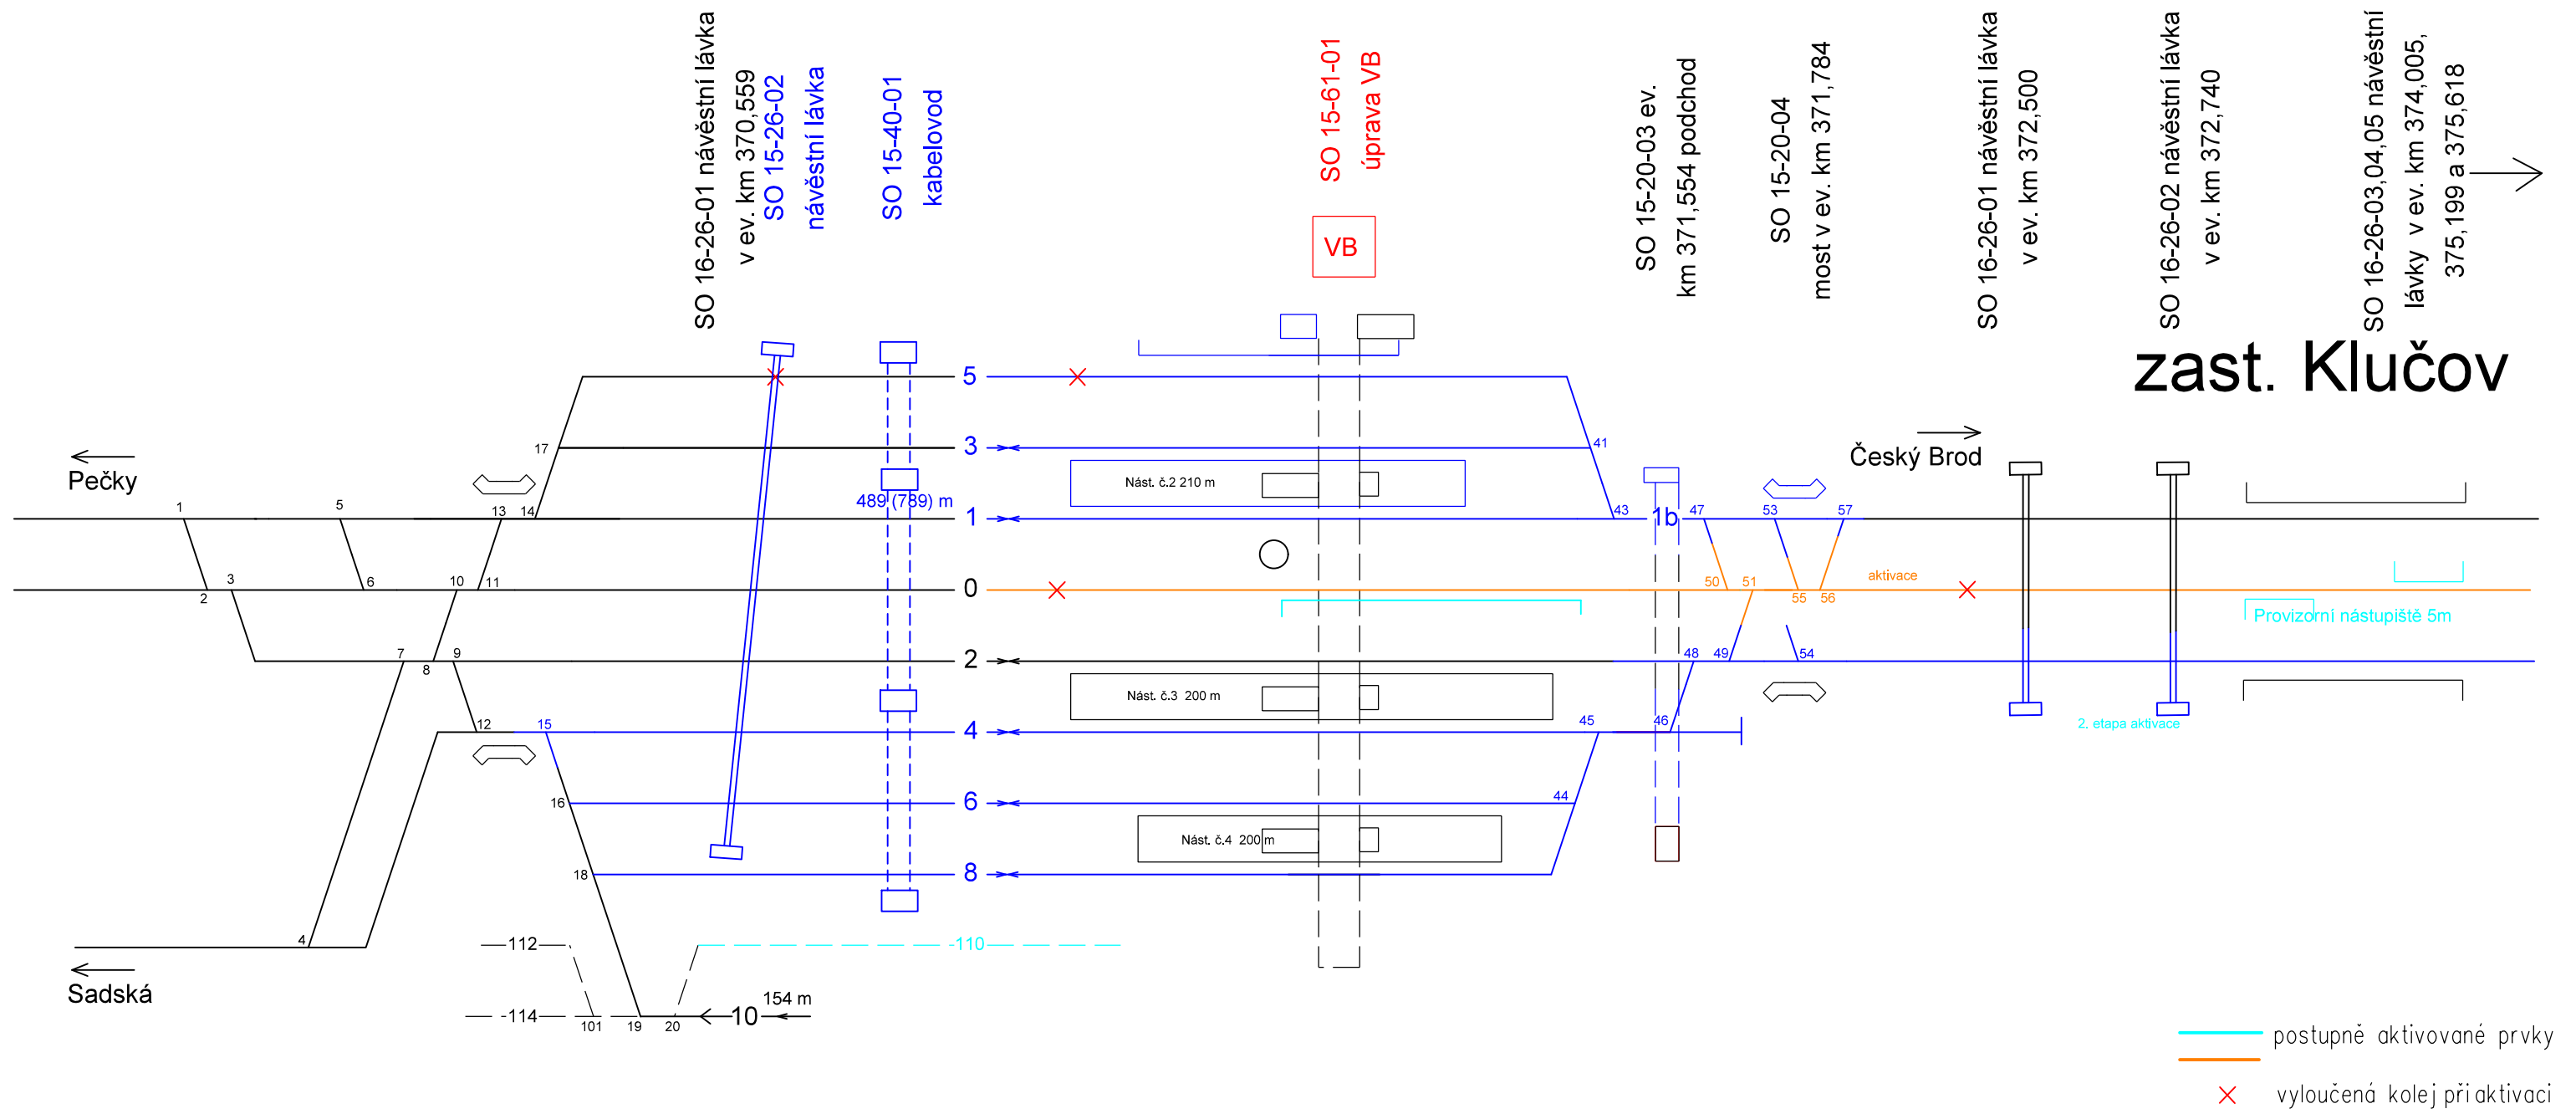 SO 16-26-01 návěstní lávka
v ev. km 370,559
SO 15-26-02
návěstní lávka
SO 15-40-01
kabelovod
SO 15-61-01
úprava VB
SO 15-20-03 ev.
km 371,554 podchod
SO 15-20-04
most v ev. km 371,784
SO 16-26-01 návěstní lávka
v ev. km 372,500
SO 16-26-02 návěstní lávka
v ev. km 372,740
SO 16-26-03,04,05 návěstní
lávky v ev. km 374,005,
375,199 a 375,618
VB
zast. Klučov
5
3
17
41
Český Brod
Pečky
Nást. č.2 210 m
489 (789) m
1
5
13
14
1
43
1b
47
53
57
aktivace
2
3
6
10
11
0
50
51
55
56
Provizorní nástupiště 5m
7
8
9
2
48
49
54
Nást. č.3 200 m
12
15
4
45
46
2. etapa aktivace
16
6
44
Nást. č.4 200 m
18
8
4
112
110
Sadská
114
101
19
20
10
154 m
postupně aktivované prvky
vyloučená kolej při aktivaci